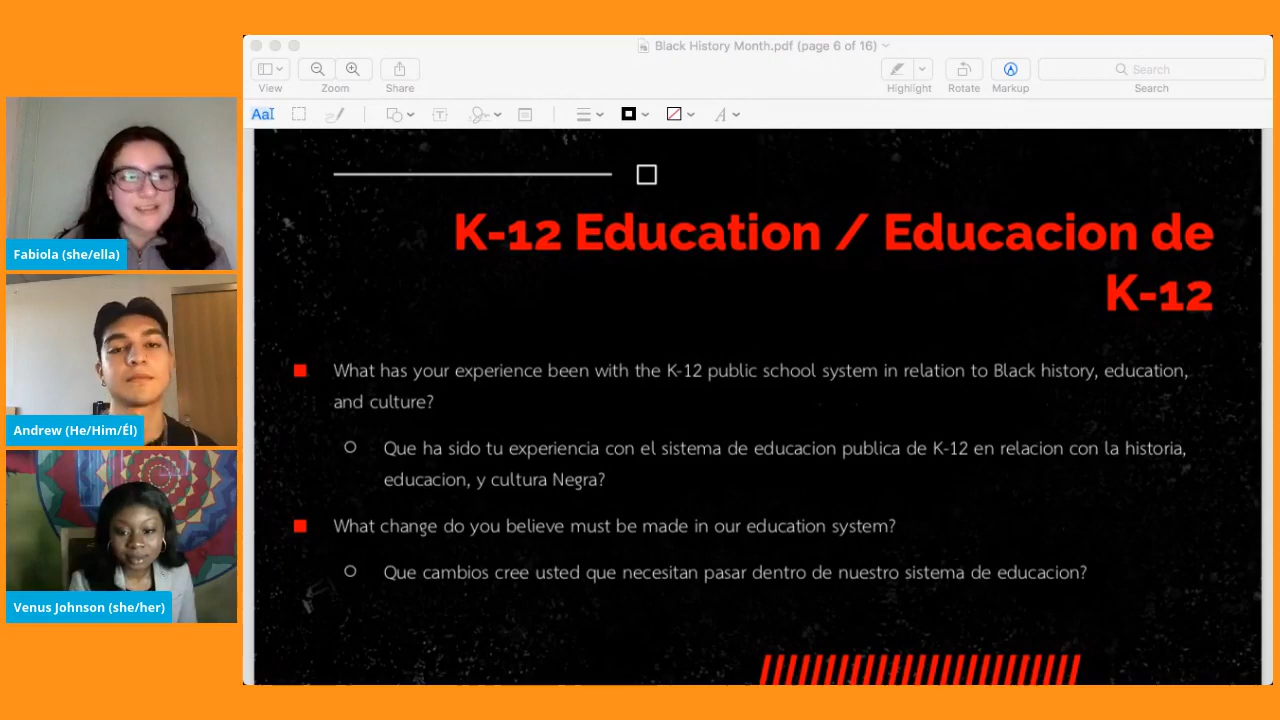 Black History Month.pdf (page 6 of 16)
View
Zoom
Share
Highlight
Rotate
Markup
Search
Search
AaI
T
A
K-12 Education / Educacion de
K-12
What has your experience been with the K-12 public school system in relation to Black history, education,
and culture?
Que ha sido tu experiencia con el sistema de educacion publica de K-12 en relacion con la historia,
educacion, y cultura Negra?
What change do you believe must be made in our education system?
Que cambios cree usted que necesitan pasar dentro de nuestro sistema de educacion?
Fabiola (she/ella)
Andrew (He/Him/Él)
Venus Johnson (she/her)